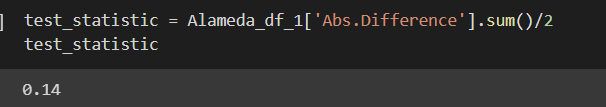 ] test_statistic = Alameda_df_1['Abs.Difference'].sum()/2
test_statistic
0.14